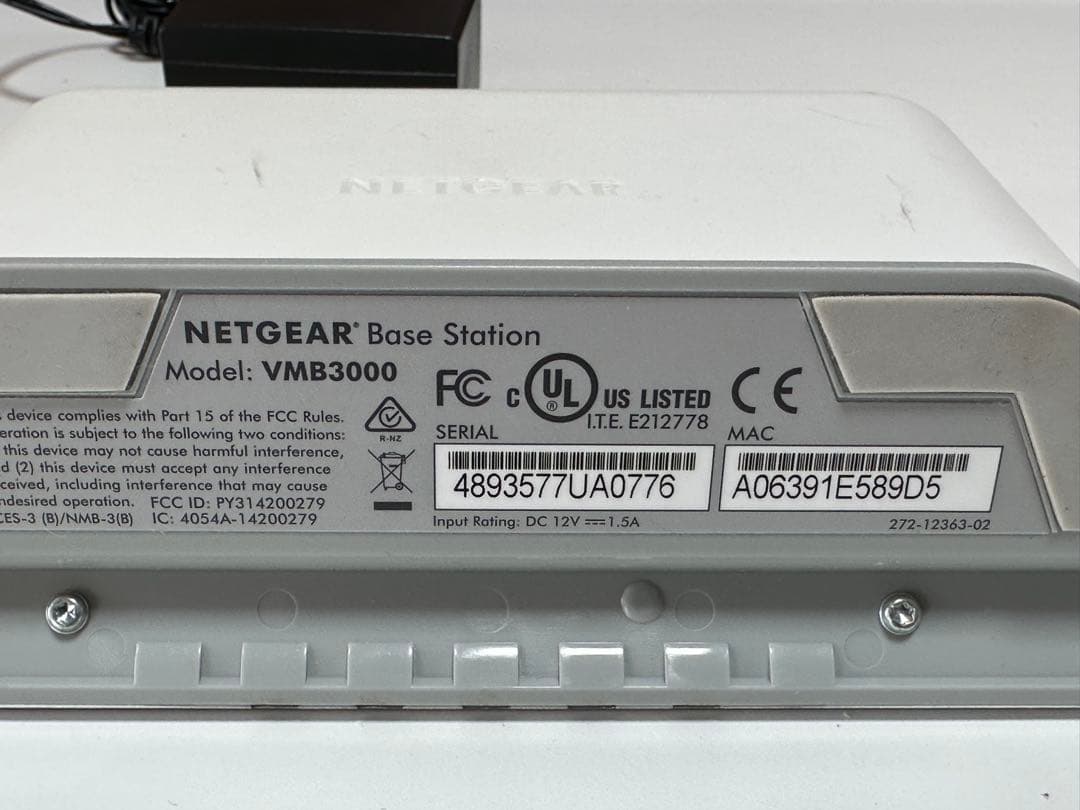 NETGEAR
NETGEAR® Base Station
Model: VMB3000
FC
c UL® US LISTED
I.T.E. E212778
CE
device complies with Part 15 of the FCC Rules.
eration is subject to the following two conditions:
this device may not cause harmful interference,
d (2) this device must accept any interference
ceived, including interference that may cause
ndesired operation. FCC ID: PY314200279
CES-3 (B)/NMB-3(B) IC: 4054A-14200279
R-NZ
SERIAL
4893577UA0776
MAC
A06391E589D5
Input Rating: DC 12V ⎓ 1.5A
272-12363-02